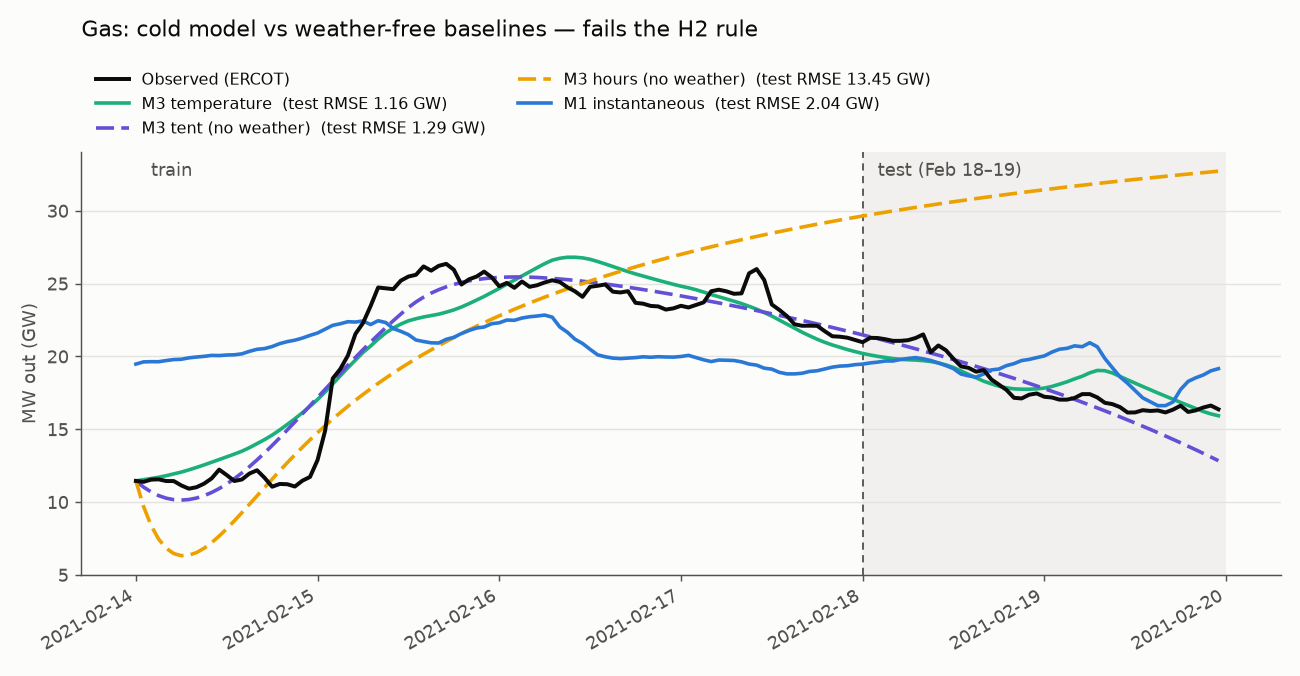 Gas: cold model vs weather-free baselines — fails the H2 rule
Observed (ERCOT)
M3 temperature  (test RMSE 1.16 GW)
M3 tent (no weather)  (test RMSE 1.29 GW)
M3 hours (no weather)  (test RMSE 13.45 GW)
M1 instantaneous  (test RMSE 2.04 GW)
train
test (Feb 18–19)
MW out (GW)
30
25
20
15
10
5
2021-02-14
2021-02-15
2021-02-16
2021-02-17
2021-02-18
2021-02-19
2021-02-20